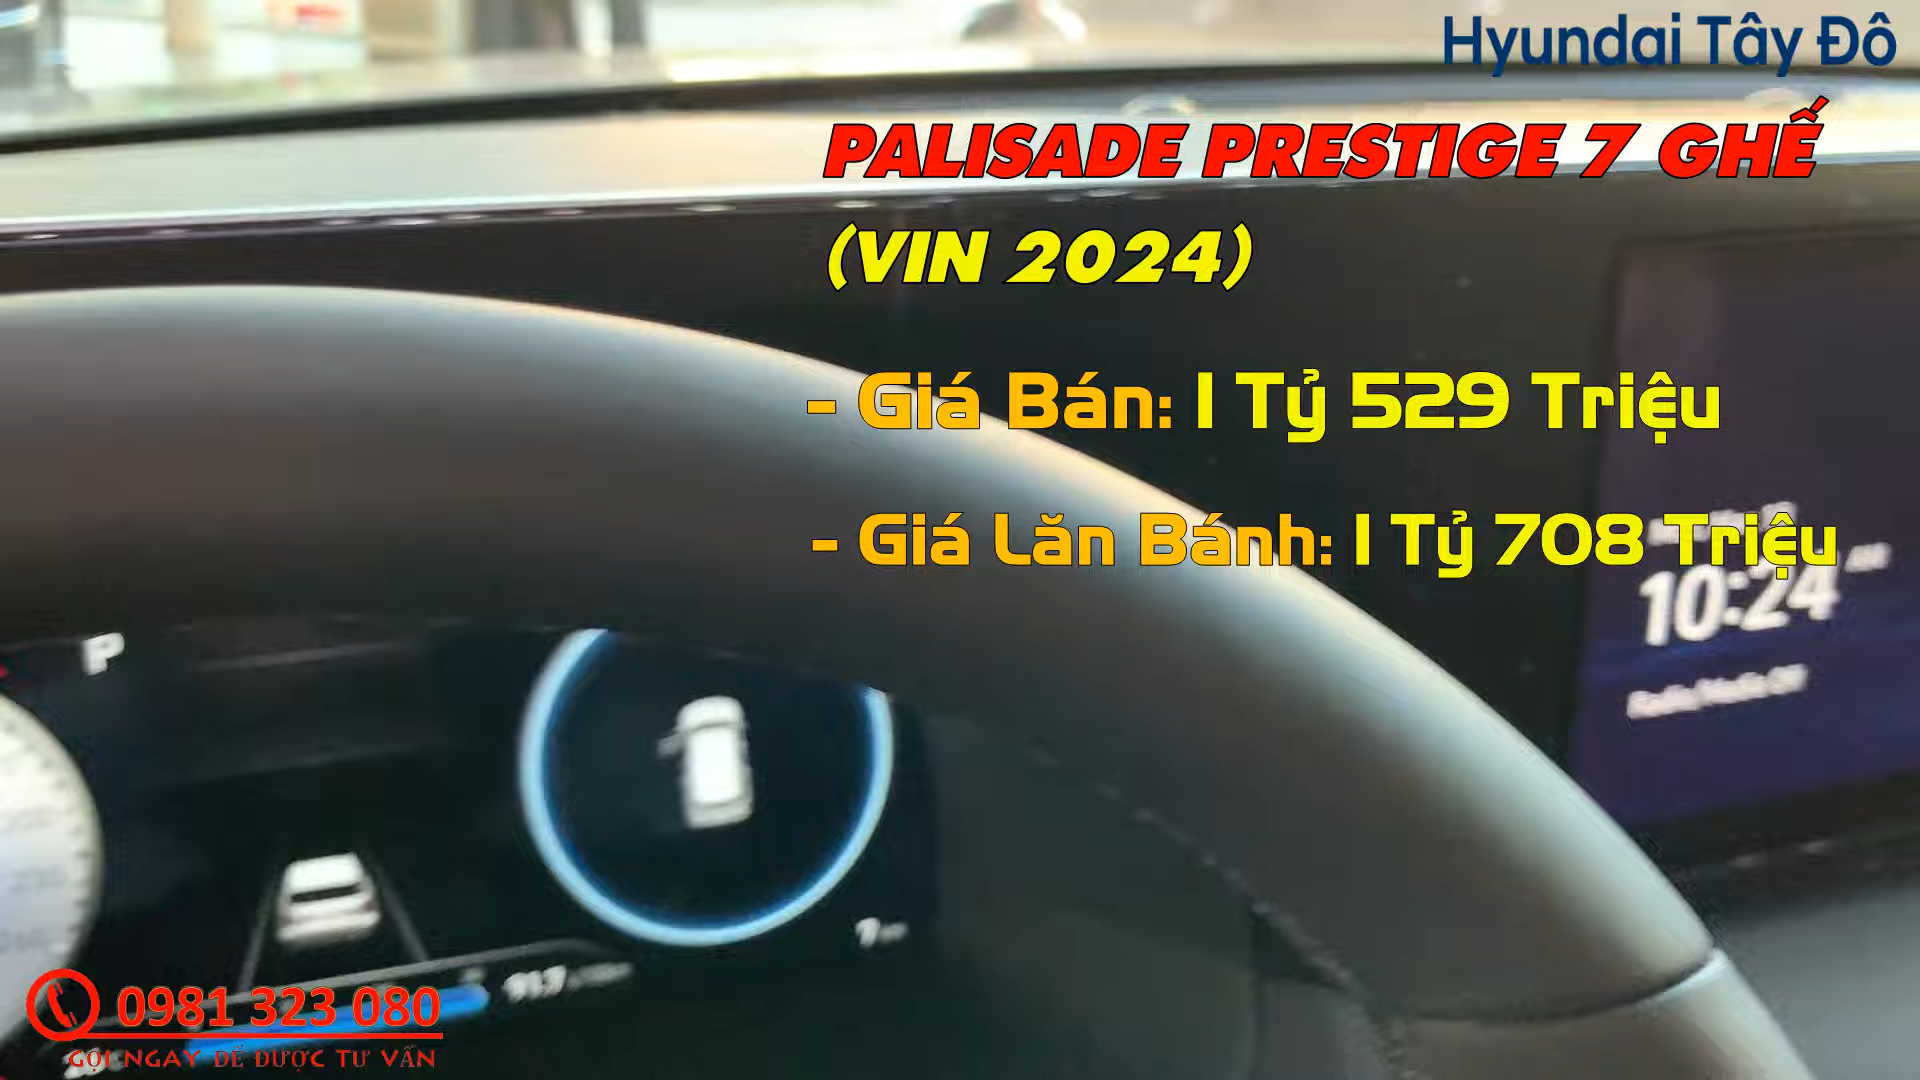 Hyundai Tây Đô
PALISADE PRESTIGE 7 GHẾ
(VIN 2024)
- Giá Bán: 1 Tỷ 529 Triệu
- Giá Lăn Bánh: 1 Tỷ 708 Triệu
10:24
P
7
0981 323 080
GỌI NGAY ĐỂ ĐƯỢC TƯ VẤN